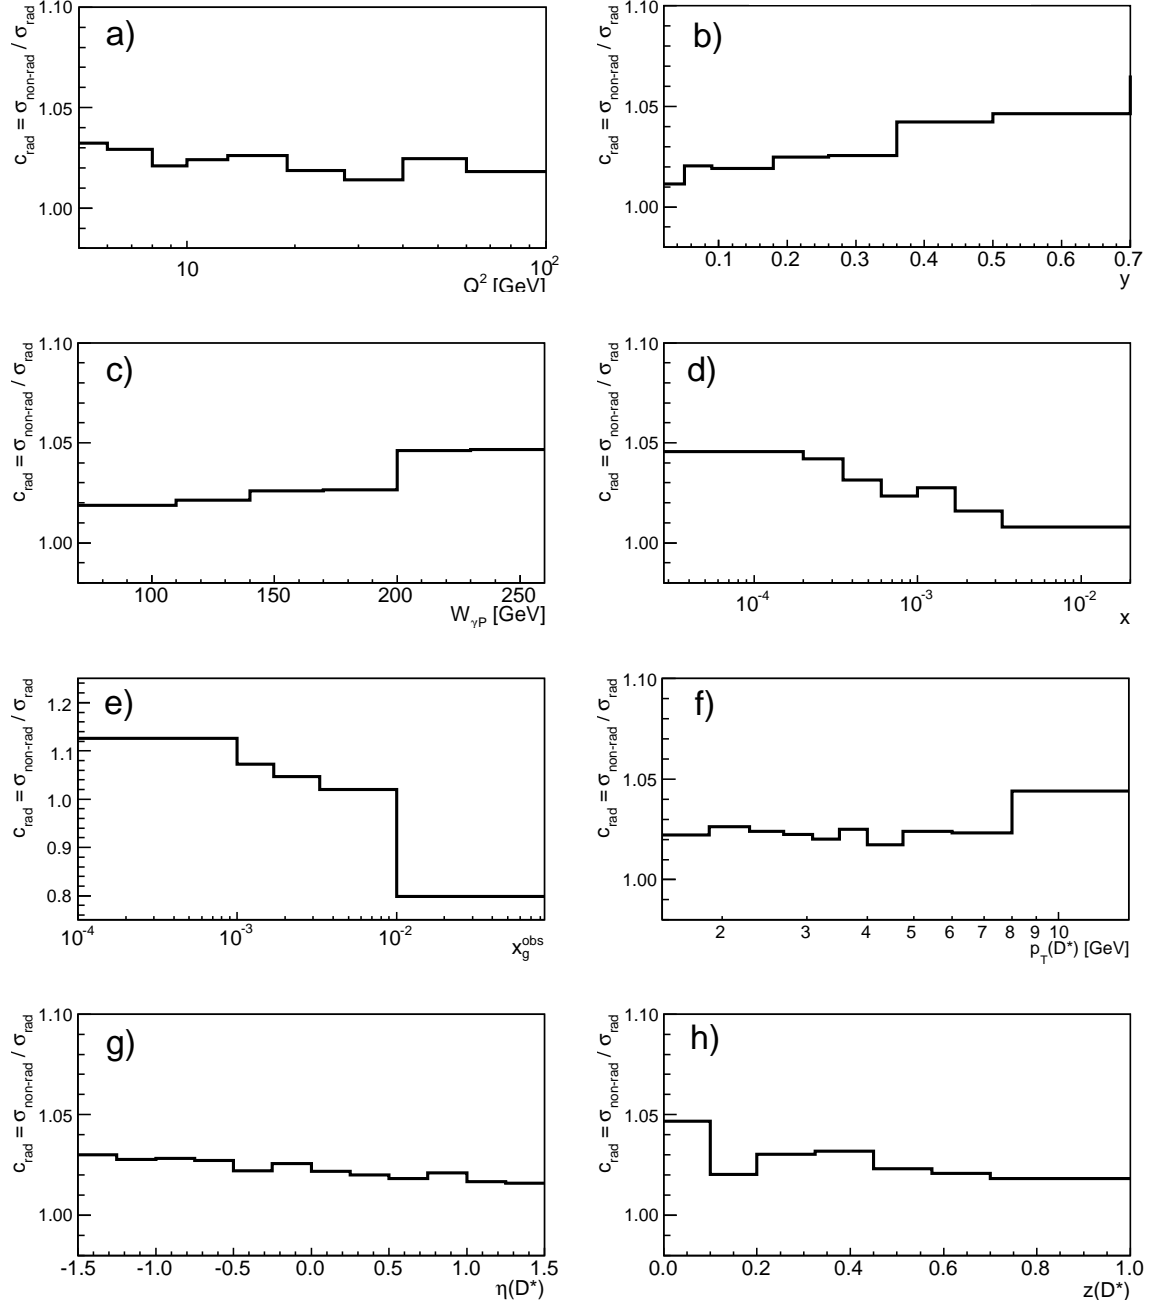 a)
c_rad = σ_non-rad / σ_rad
1.10
1.05
1.00
10
10^2
Q^2 [GeV]
b)
c_rad = σ_non-rad / σ_rad
1.10
1.05
1.00
0.1 0.2 0.3 0.4 0.5 0.6 0.7
y
c)
c_rad = σ_non-rad / σ_rad
1.10
1.05
1.00
100 150 200 250
W_γP [GeV]
d)
c_rad = σ_non-rad / σ_rad
1.10
1.05
1.00
10^-4 10^-3 10^-2
x
e)
c_rad = σ_non-rad / σ_rad
1.2
1.1
1.0
0.9
0.8
10^-4 10^-3 10^-2
x_g^obs
f)
c_rad = σ_non-rad / σ_rad
1.10
1.05
1.00
2 3 4 5 6 7 8 9 10
p_T(D*) [GeV]
g)
c_rad = σ_non-rad / σ_rad
1.10
1.05
1.00
-1.5 -1.0 -0.5 0.0 0.5 1.0 1.5
η(D*)
h)
c_rad = σ_non-rad / σ_rad
1.10
1.05
1.00
0.0 0.2 0.4 0.6 0.8 1.0
z(D*)